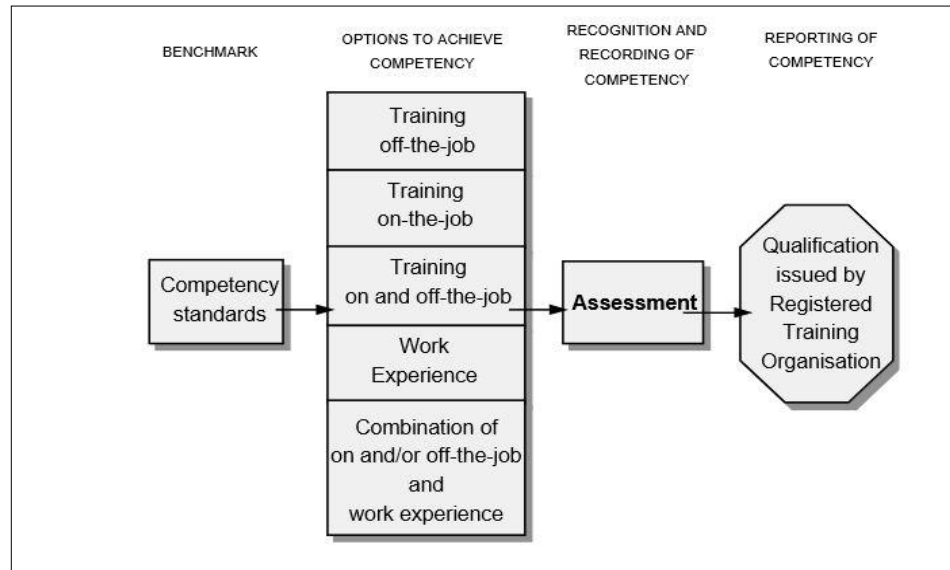 BENCHMARK
OPTIONS TO ACHIEVE
COMPETENCY
RECOGNITION AND
RECORDING OF
COMPETENCY
REPORTING OF
COMPETENCY
Competency
standards
Training
off-the-job
Training
on-the-job
Training
on and off-the-job
Work
Experience
Combination of
on and/or off-the-job
and
work experience
Assessment
Qualification
issued by
Registered
Training
Organisation